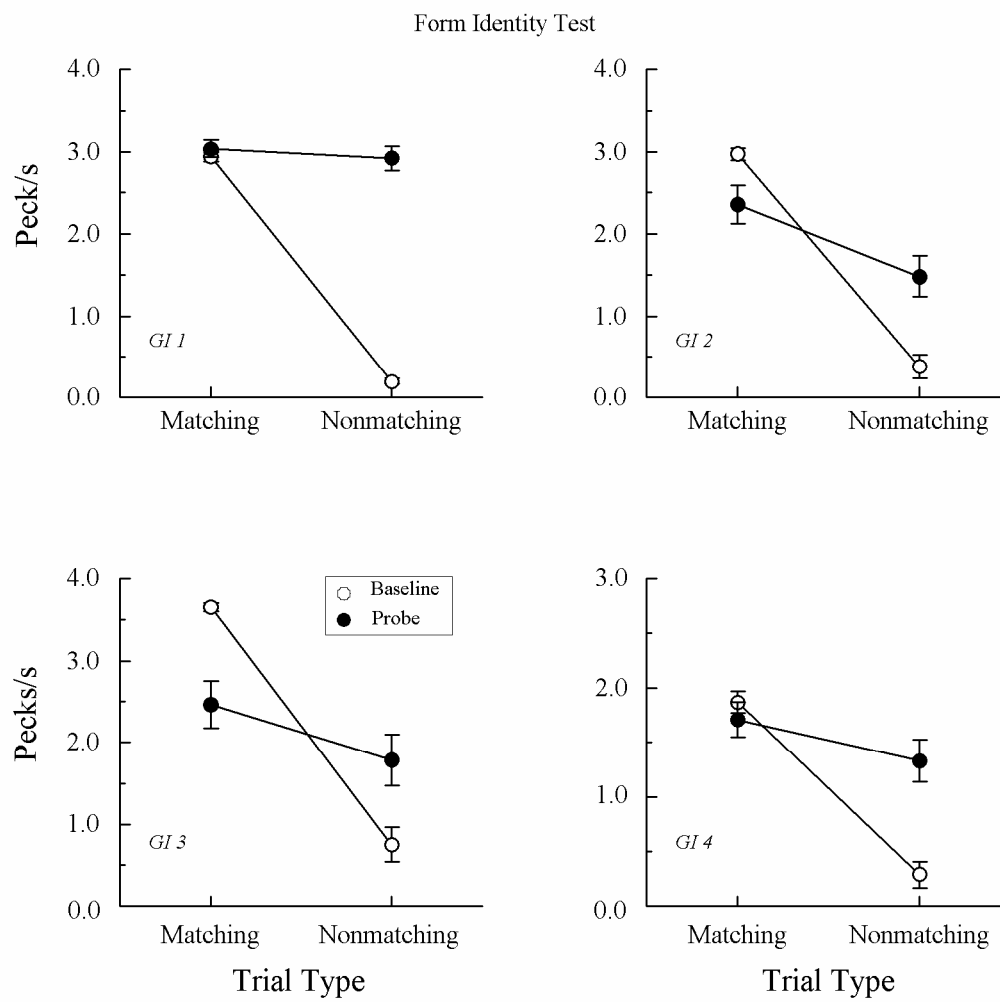 Form Identity Test
4.0
3.0
2.0
1.0
0.0
Peck/s
GI 1
Matching Nonmatching
4.0
3.0
2.0
1.0
0.0
GI 2
Matching Nonmatching
4.0
3.0
2.0
1.0
0.0
Pecks/s
Baseline
Probe
GI 3
Matching Nonmatching
Trial Type
3.0
2.0
1.0
0.0
GI 4
Matching Nonmatching
Trial Type